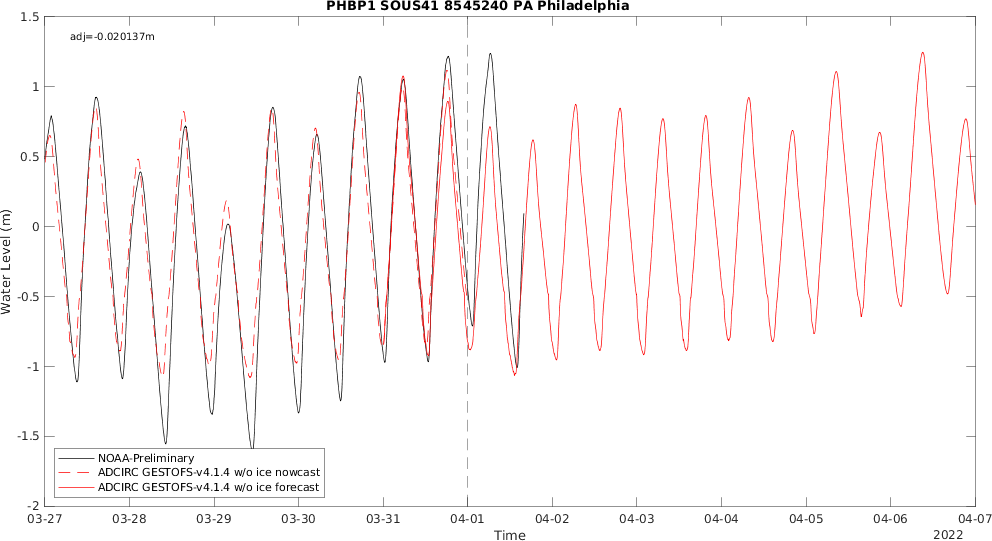 PHBP1 SOUS41 8545240 PA Philadelphia
adj=-0.020137m
1.5
1
0.5
0
-0.5
-1
-1.5
-2
Water Level (m)
NOAA-Preliminary
ADCIRC GESTOFS-v4.1.4 w/o ice nowcast
ADCIRC GESTOFS-v4.1.4 w/o ice forecast
03-27 03-28 03-29 03-30 03-31 04-01 04-02 04-03 04-04 04-05 04-06 04-07
Time
2022